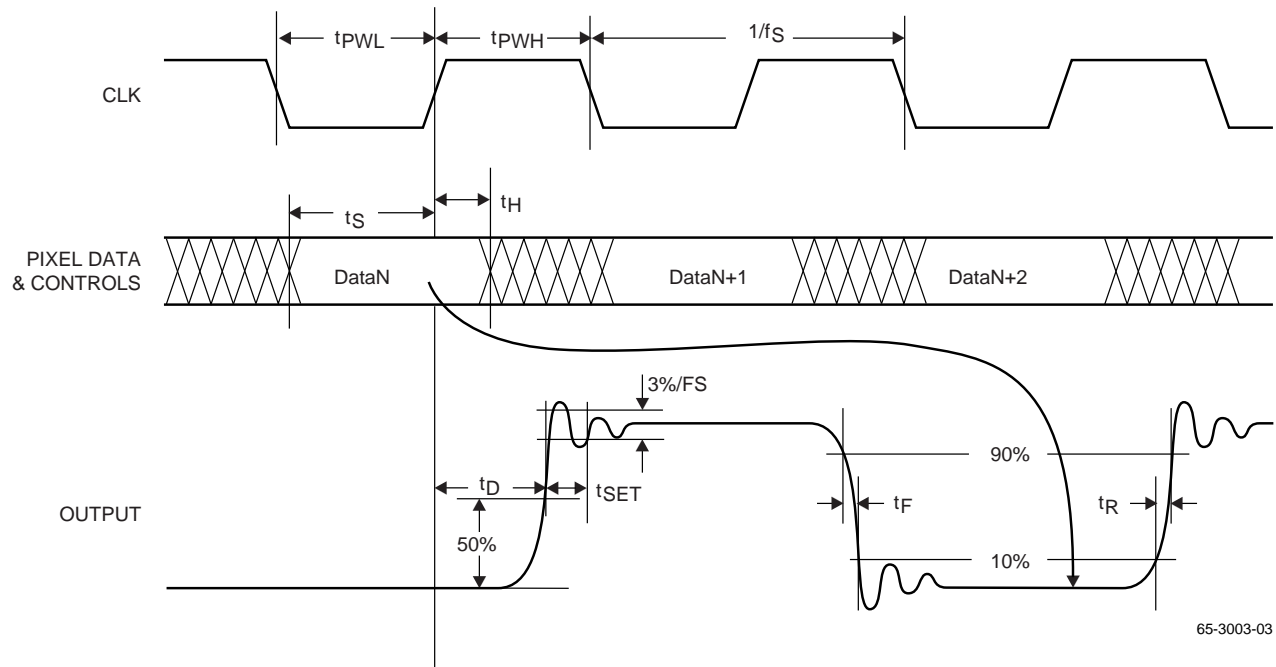 tPWL
tPWH
1/fS
CLK
tS
tH
PIXEL DATA
& CONTROLS
DataN
DataN+1
DataN+2
3%/FS
90%
tD
tSET
tF
tR
OUTPUT
50%
10%
65-3003-03